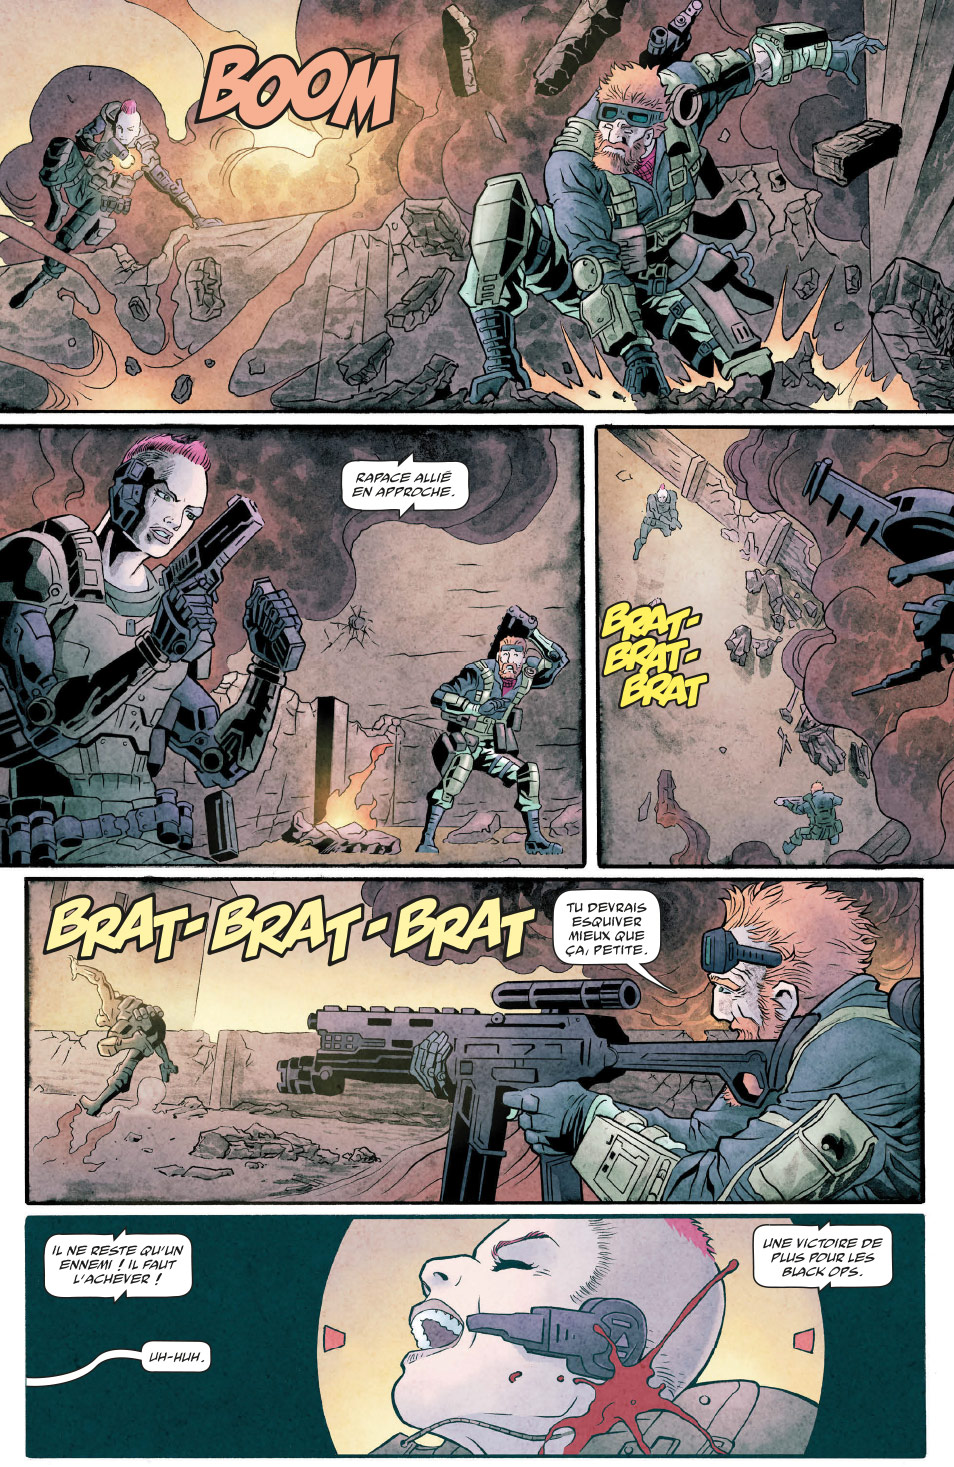 BOOM
RAPACE ALLIÉ
EN APPROCHE.
BRAT-
BRAT-
BRAT
BRAT-BRAT-BRAT
TU DEVRAIS
ESQUIVER
MIEUX QUE
ÇA, PETITE.
IL NE RESTE QU'UN
ENNEMI ! IL FAUT
L'ACHEVER !
UNE VICTOIRE DE
PLUS POUR LES
BLACK OPS.
UH-HUH.